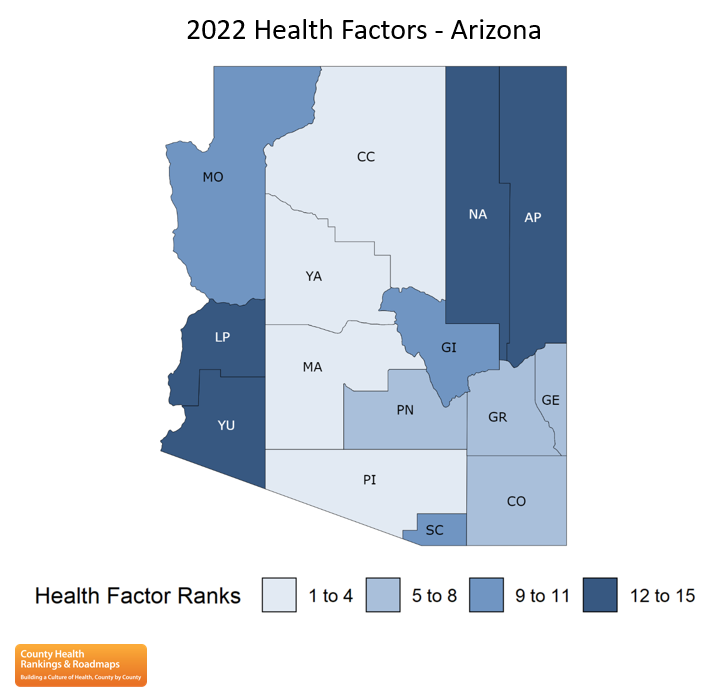 2022 Health Factors - Arizona
CC
MO
NA
AP
YA
LP
GI
MA
GE
PN
GR
YU
PI
CO
SC
Health Factor Ranks
1 to 4
5 to 8
9 to 11
12 to 15
County Health
Rankings & Roadmaps
Building a Culture of Health, County by County